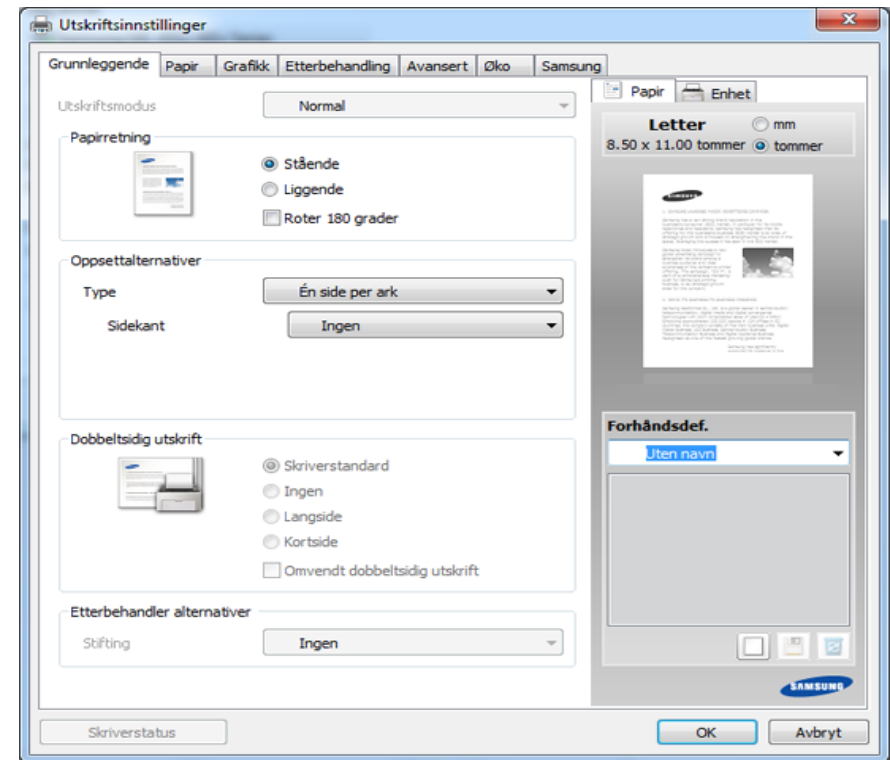 Utskriftsinnstillinger
Grunnleggende Papir Grafikk Etterbehandling Avansert Øko Samsung
Utskriftsmodus Normal
Papirretning
Stående
Liggende
Roter 180 grader
Oppsettalternativer
Type Én side per ark
Sidekant Ingen
Dobbeltsidig utskrift
Skriverstandard
Ingen
Langside
Kortside
Omvendt dobbeltsidig utskrift
Etterbehandler alternativer
Stifting Ingen
Papir Enhet
Letter mm
8.50 x 11.00 tommer tommer
Forhåndsdef.
Uten navn
SAMSUNG
Skriverstatus OK Avbryt